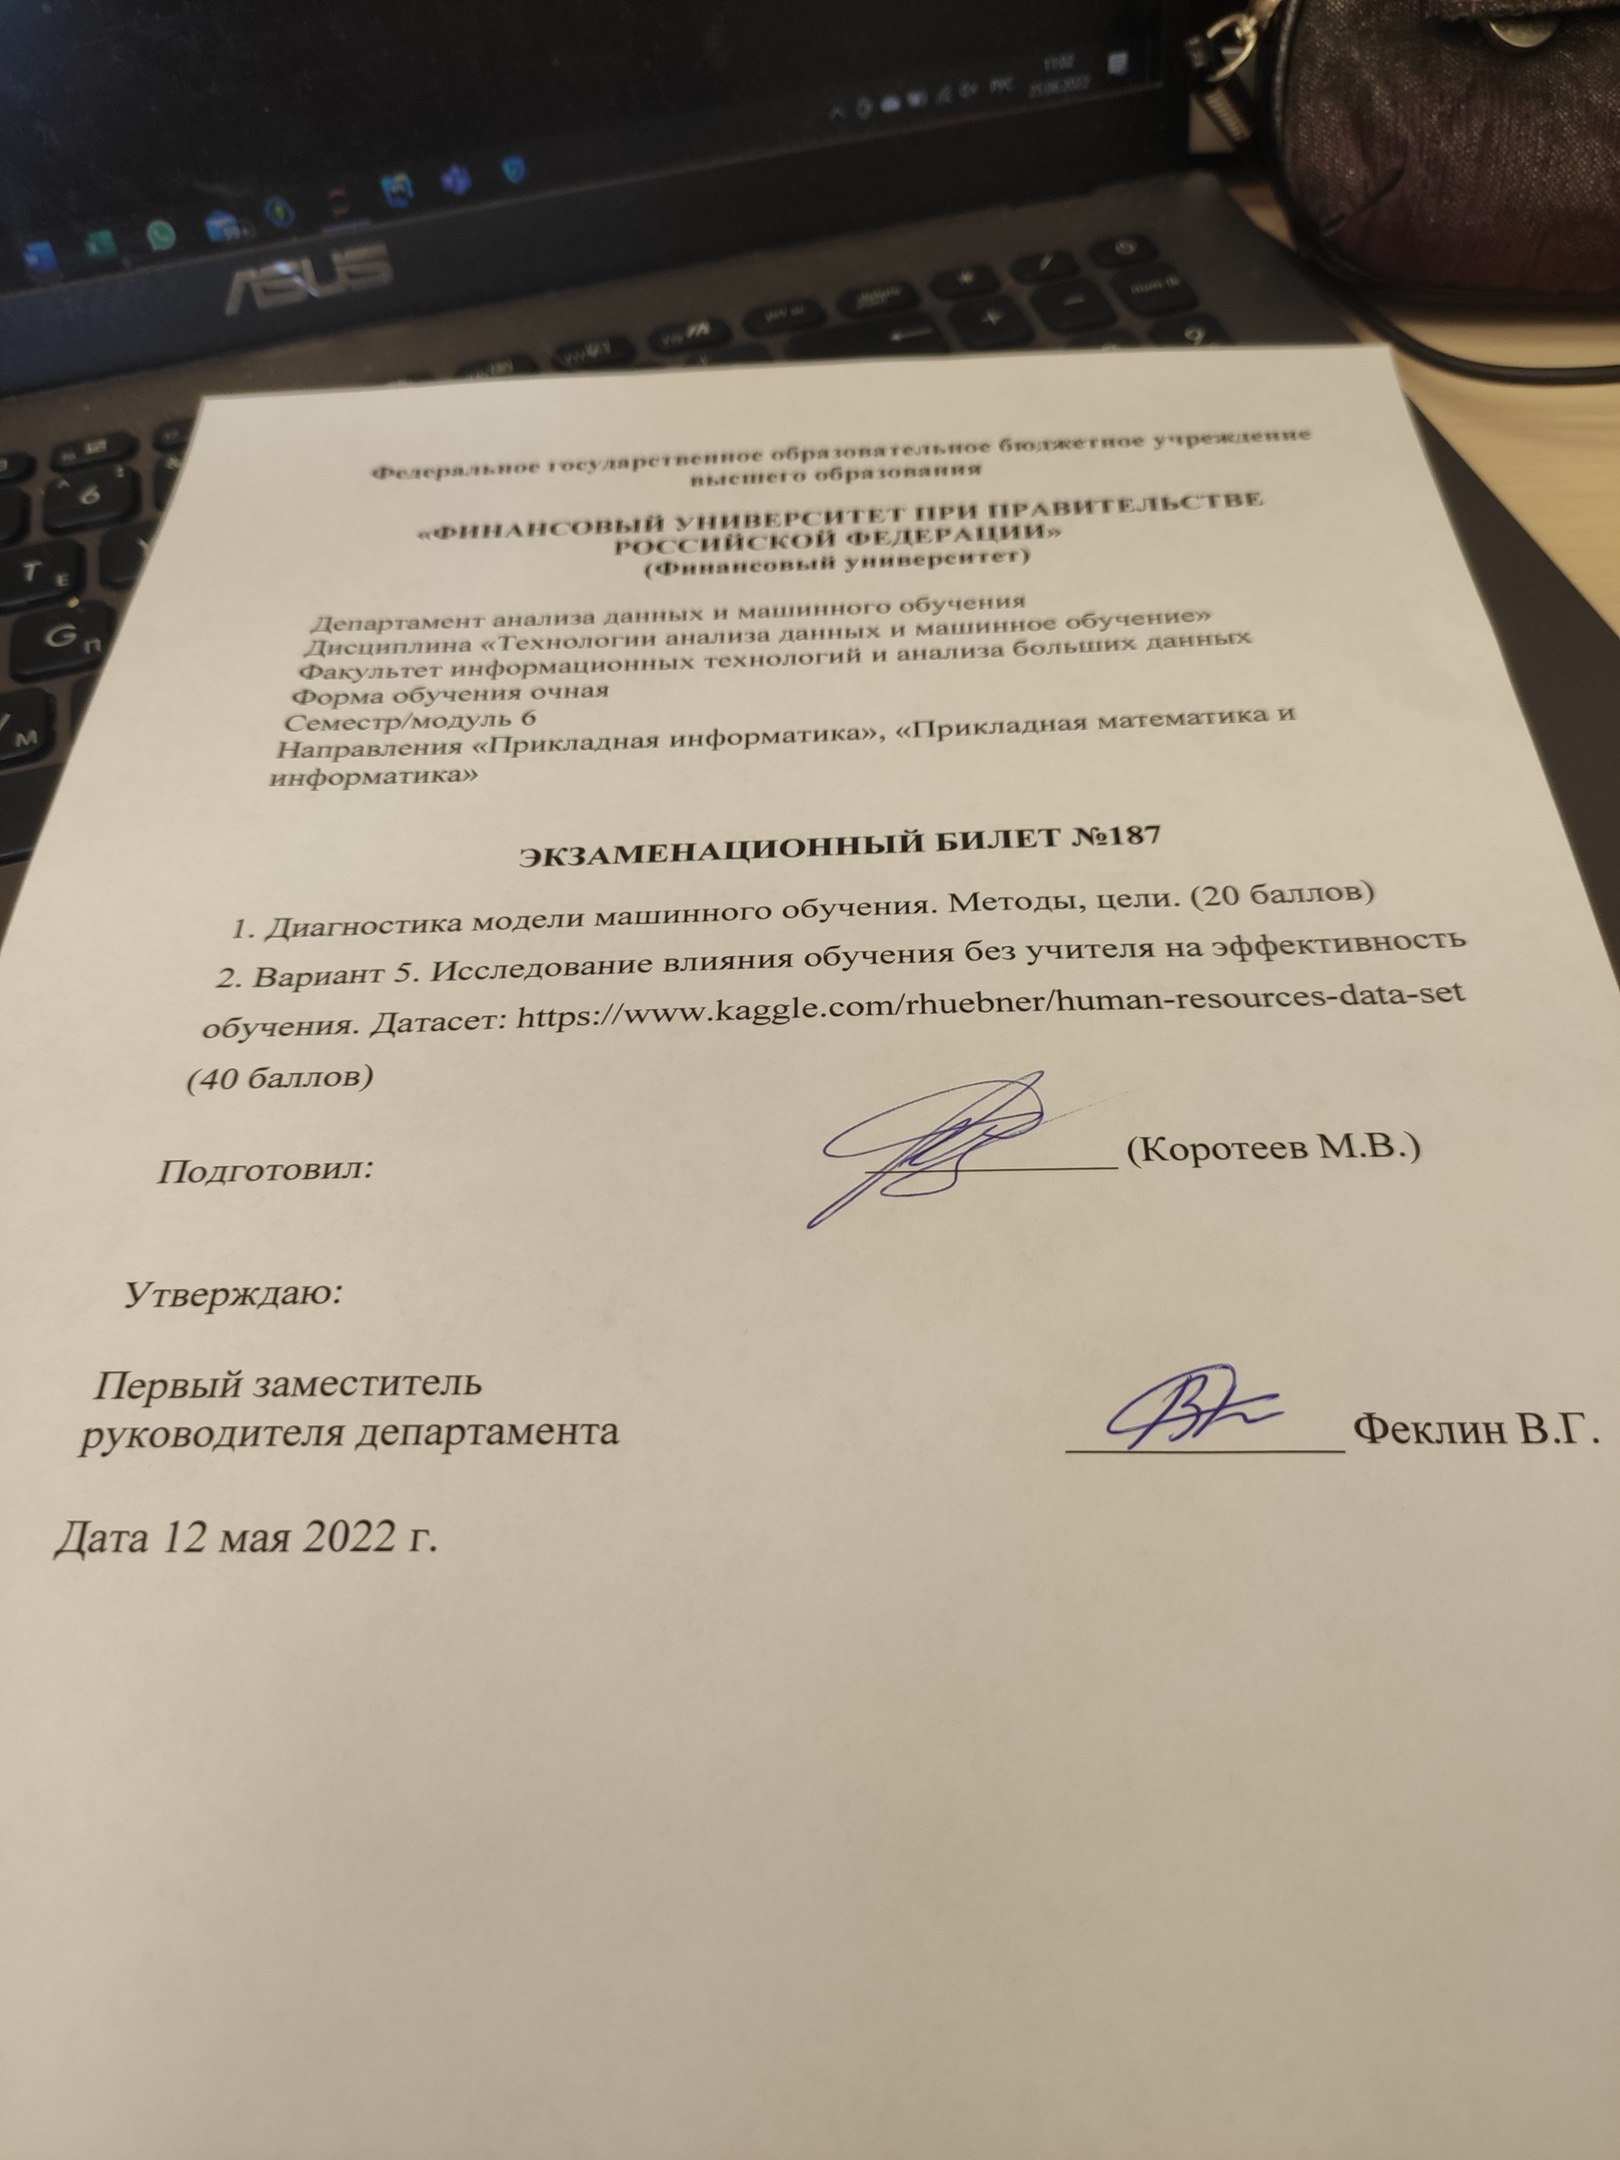 11:02
РУС
ASUS
Федеральное государственное образовательное бюджетное учреждение
высшего образования
«ФИНАНСОВЫЙ УНИВЕРСИТЕТ ПРИ ПРАВИТЕЛЬСТВЕ
РОССИЙСКОЙ ФЕДЕРАЦИИ»
(Финансовый университет)
Департамент анализа данных и машинного обучения
Дисциплина «Технологии анализа данных и машинное обучение»
Факультет информационных технологий и анализа больших данных
Форма обучения очная
Семестр/модуль 6
Направления «Прикладная информатика», «Прикладная математика и
информатика»
ЭКЗАМЕНАЦИОННЫЙ БИЛЕТ №187
1. Диагностика модели машинного обучения. Методы, цели. (20 баллов)
2. Вариант 5. Исследование влияния обучения без учителя на эффективность
обучения. Датасет: https://www.kaggle.com/rhuebner/human-resources-data-set
(40 баллов)
Подготовил: (Коротеев М.В.)
Утверждаю:
Первый заместитель
руководителя департамента Феклин В.Г.
Дата 12 мая 2022 г.